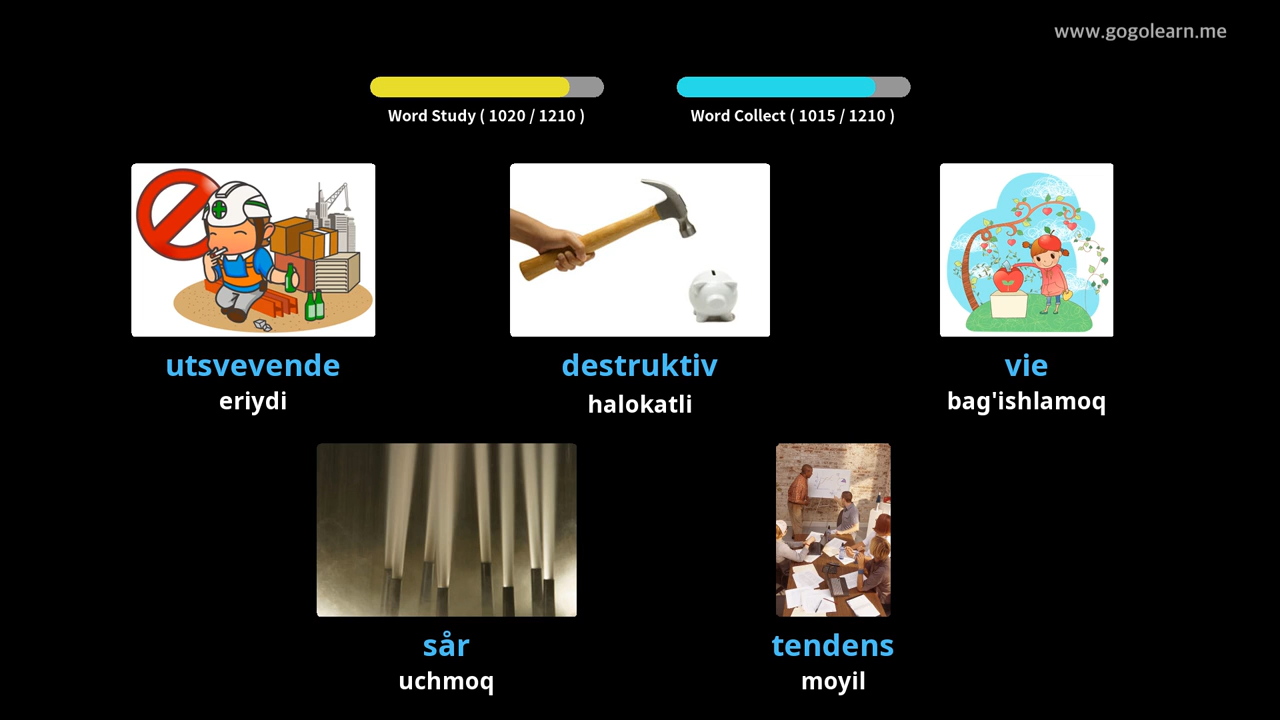 www.gogolearn.me
Word Study ( 1020 / 1210 )
Word Collect ( 1015 / 1210 )
utsvevende
eriydi
destruktiv
halokatli
vie
bag'ishlamoq
sår
uchmoq
tendens
moyil